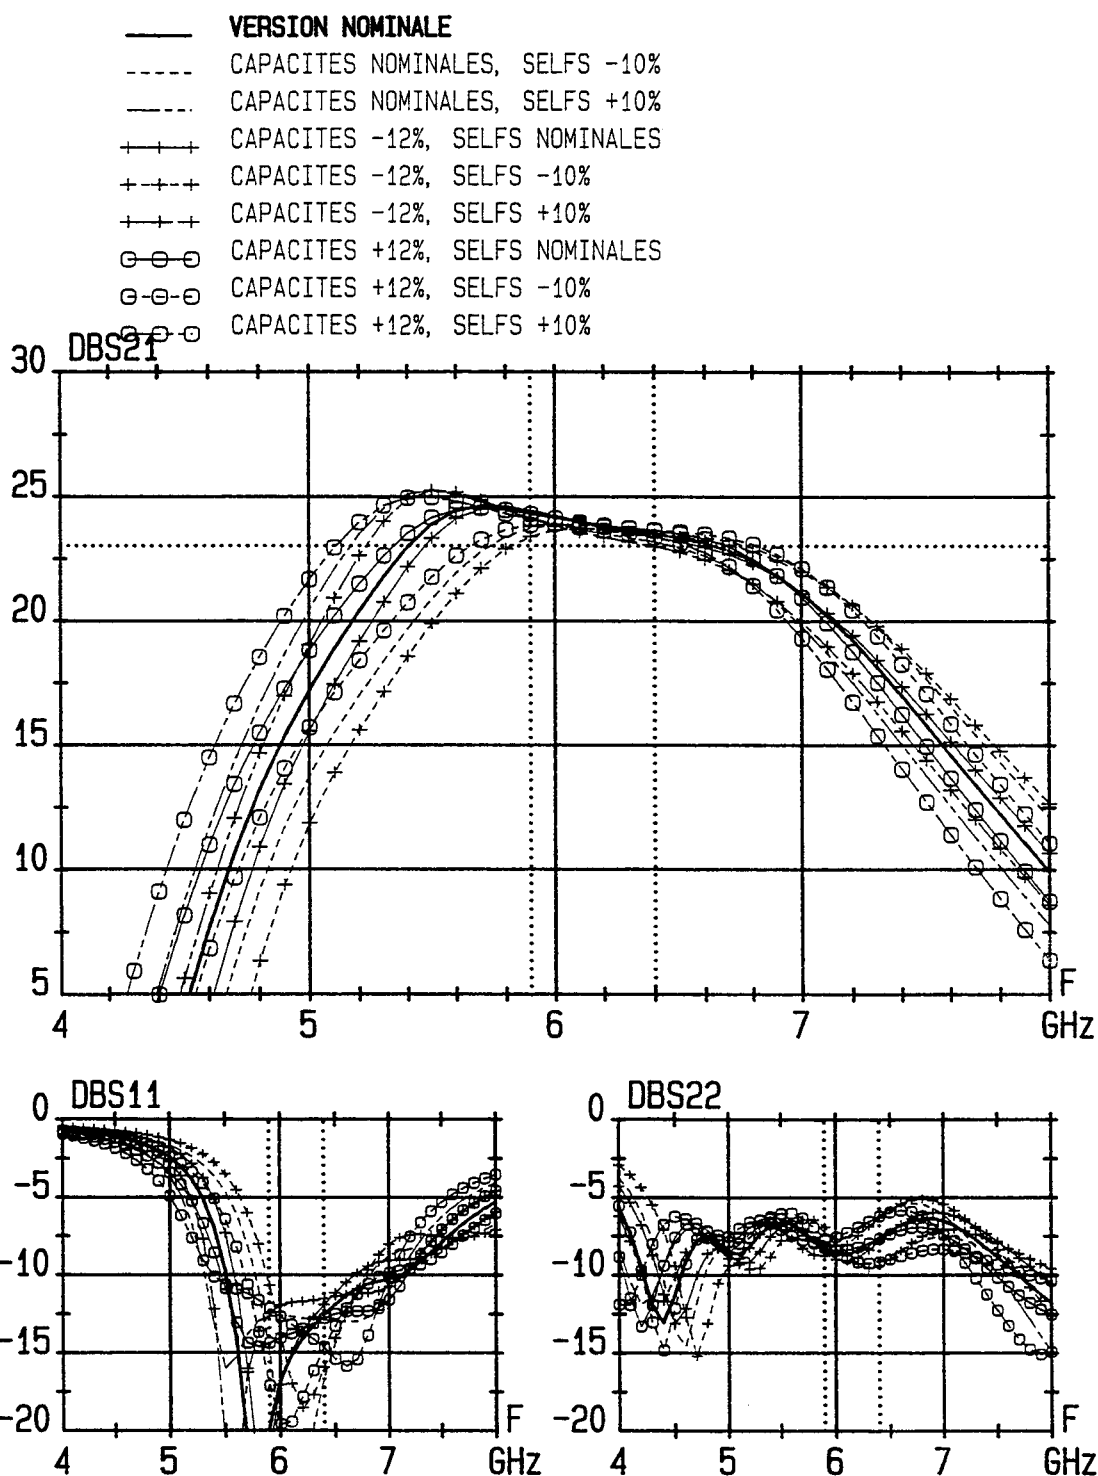 VERSION NOMINALE
CAPACITES NOMINALES, SELFS -10%
CAPACITES NOMINALES, SELFS +10%
CAPACITES -12%, SELFS NOMINALES
CAPACITES -12%, SELFS -10%
CAPACITES -12%, SELFS +10%
CAPACITES +12%, SELFS NOMINALES
CAPACITES +12%, SELFS -10%
CAPACITES +12%, SELFS +10%
DBS21
30
25
20
15
10
5
F
4 5 6 7 GHz
DBS11
0
-5
-10
-15
-20
F
4 5 6 7 GHz
DBS22
0
-5
-10
-15
-20
F
4 5 6 7 GHz